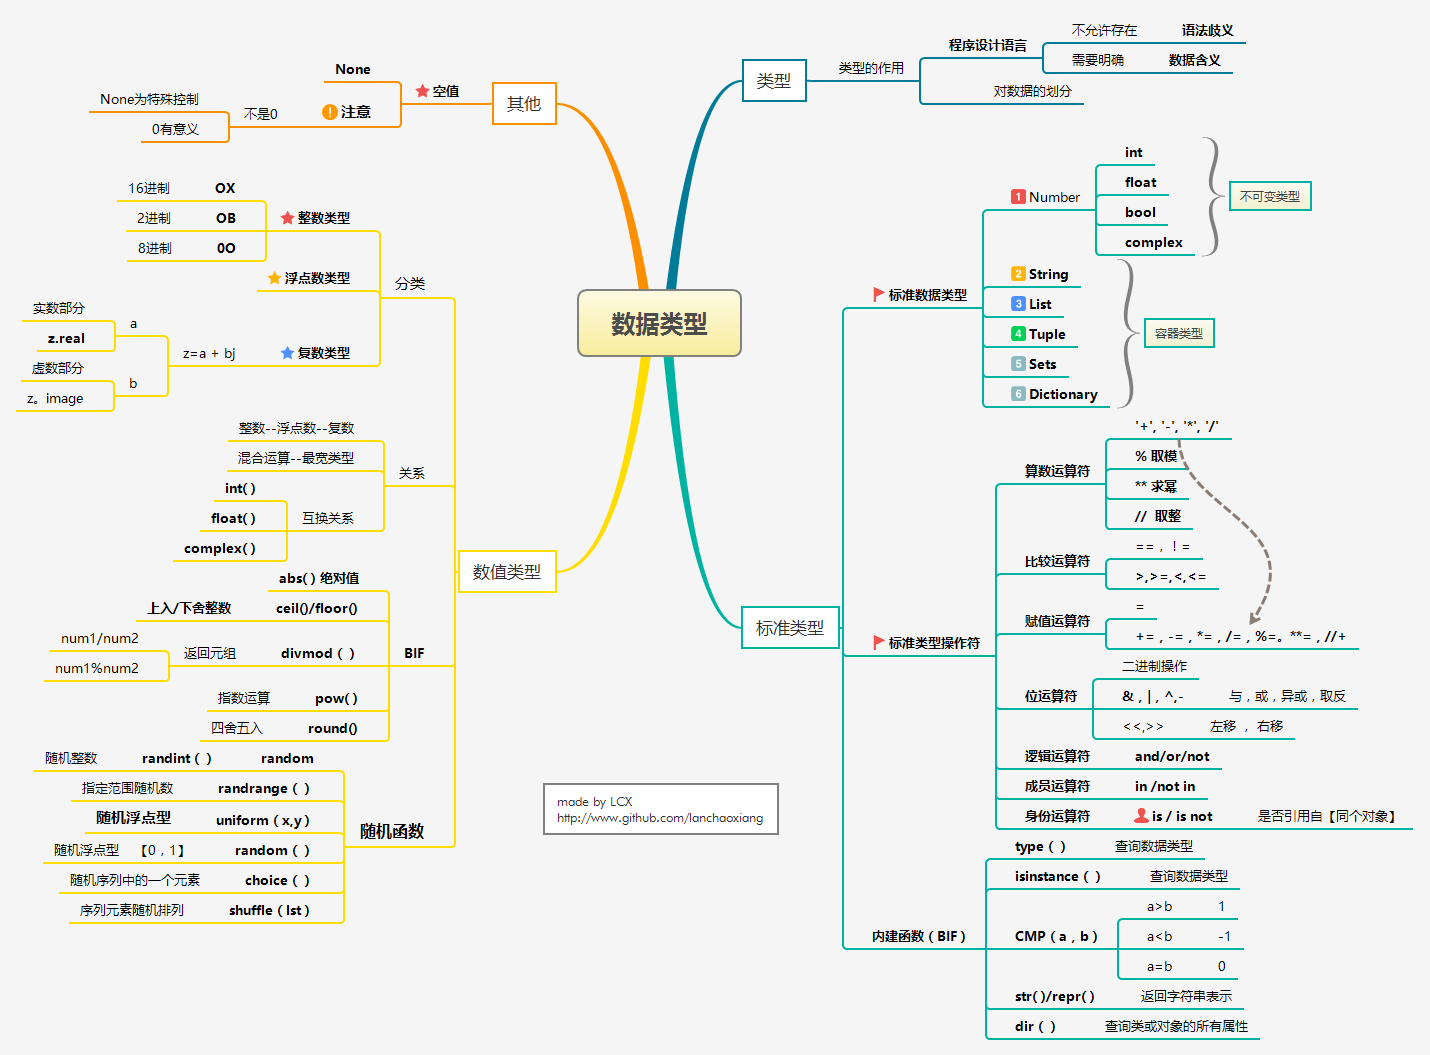 数据类型
类型
类型的作用
程序设计语言
不允许存在 语法歧义
需要明确 数据含义
对数据的划分
标准类型
标准数据类型
1 Number
int
float
bool
complex
不可变类型
2 String
3 List
4 Tuple
5 Sets
6 Dictionary
容器类型
标准类型操作符
算数运算符
'+', '-', '*', '/'
% 取模
** 求幂
// 取整
比较运算符
==，！=
>,>=,<,<=
赋值运算符
=
+=，-=，*=，/=，%=。**=，//+
位运算符
二进制操作
&，|，^,- 与，或，异或，取反
<<,>> 左移 ， 右移
逻辑运算符 and/or/not
成员运算符 in /not in
身份运算符 is / is not 是否引用自【同个对象】
内建函数（BIF）
type（） 查询数据类型
isinstance（） 查询数据类型
CMP（a，b）
a>b 1
a<b -1
a=b 0
str( )/repr( ) 返回字符串表示
dir（） 查询类或对象的所有属性
其他
空值
None
! 注意
不是0
None为特殊控制
0有意义
数值类型
分类
整数类型
16进制 OX
2进制 OB
8进制 0O
浮点数类型
复数类型
z=a + bj
a
实数部分
z.real
b
虚数部分
z。image
关系
整数--浮点数--复数
混合运算--最宽类型
互换关系
int( )
float( )
complex( )
BIF
abs( ) 绝对值
上入/下舍整数 ceil()/floor()
返回元组 divmod（）
num1/num2
num1%num2
指数运算 pow( )
四舍五入 round()
随机函数
随机整数 randint（） random
指定范围随机数 randrange（）
随机浮点型 uniform（x,y）
随机浮点型 【0，1】 random（）
随机序列中的一个元素 choice（）
序列元素随机排列 shuffle（lst）
made by LCX
http://www.github.com/lanchaoxiang